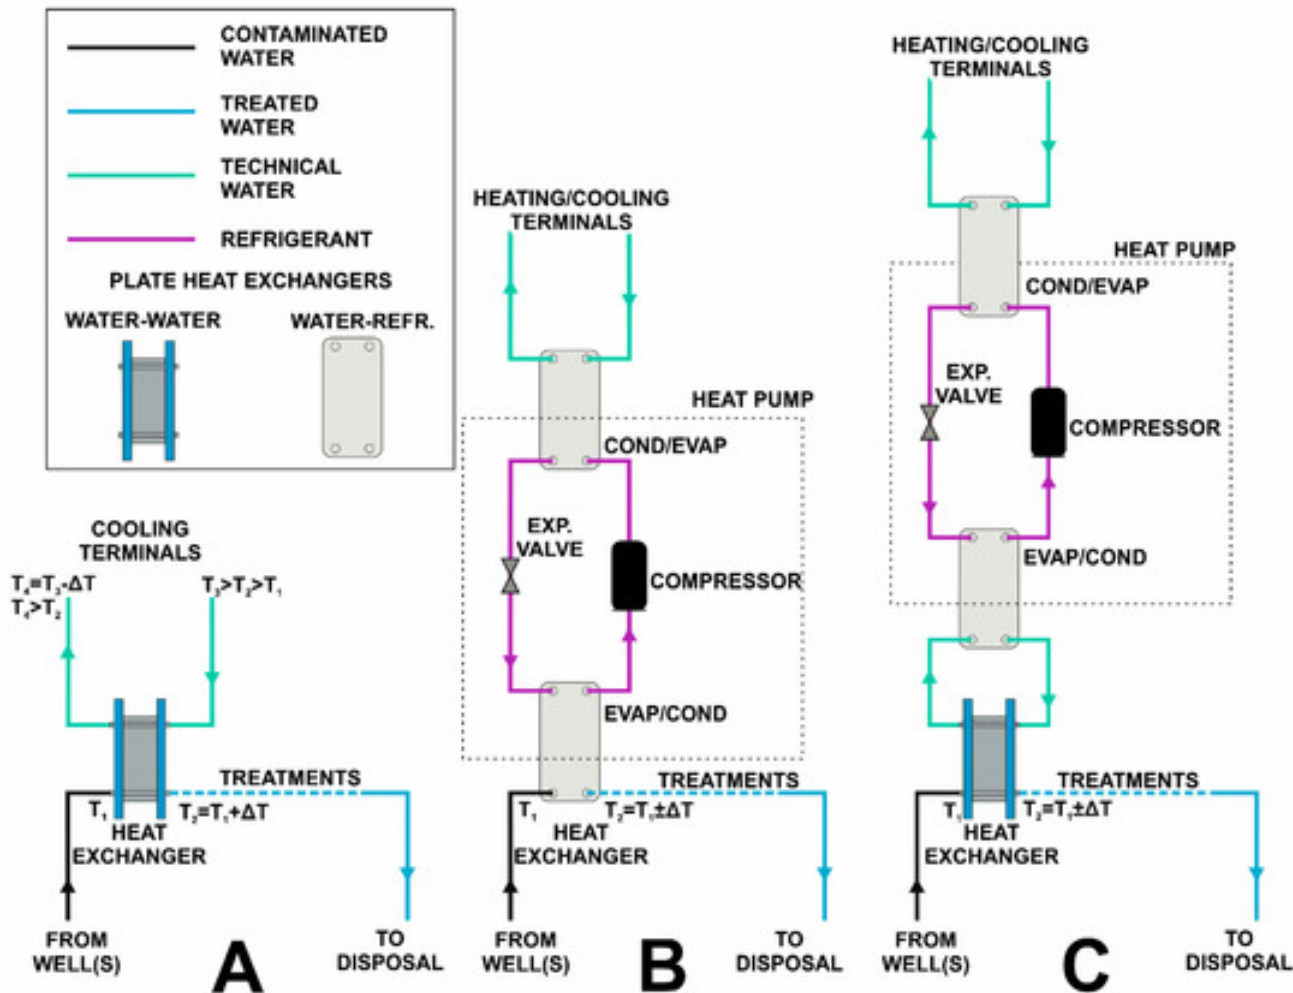 CONTAMINATED
WATER
TREATED
WATER
TECHNICAL
WATER
REFRIGERANT
PLATE HEAT EXCHANGERS
WATER-WATER
WATER-REFR.
COOLING
TERMINALS
T₄=T₃-ΔT
T₄>T₂
T₃>T₂>T₁
TREATMENTS
T₁
T₂=T₁+ΔT
HEAT
EXCHANGER
FROM
WELL(S)
A
TO
DISPOSAL
HEATING/COOLING
TERMINALS
HEAT PUMP
COND/EVAP
EXP.
VALVE
COMPRESSOR
EVAP/COND
TREATMENTS
T₁
T₂=T₁±ΔT
HEAT
EXCHANGER
FROM
WELL(S)
B
TO
DISPOSAL
HEATING/COOLING
TERMINALS
HEAT PUMP
COND/EVAP
EXP.
VALVE
COMPRESSOR
EVAP/COND
TREATMENTS
T₁
T₂=T₁±ΔT
HEAT
EXCHANGER
FROM
WELL(S)
C
TO
DISPOSAL